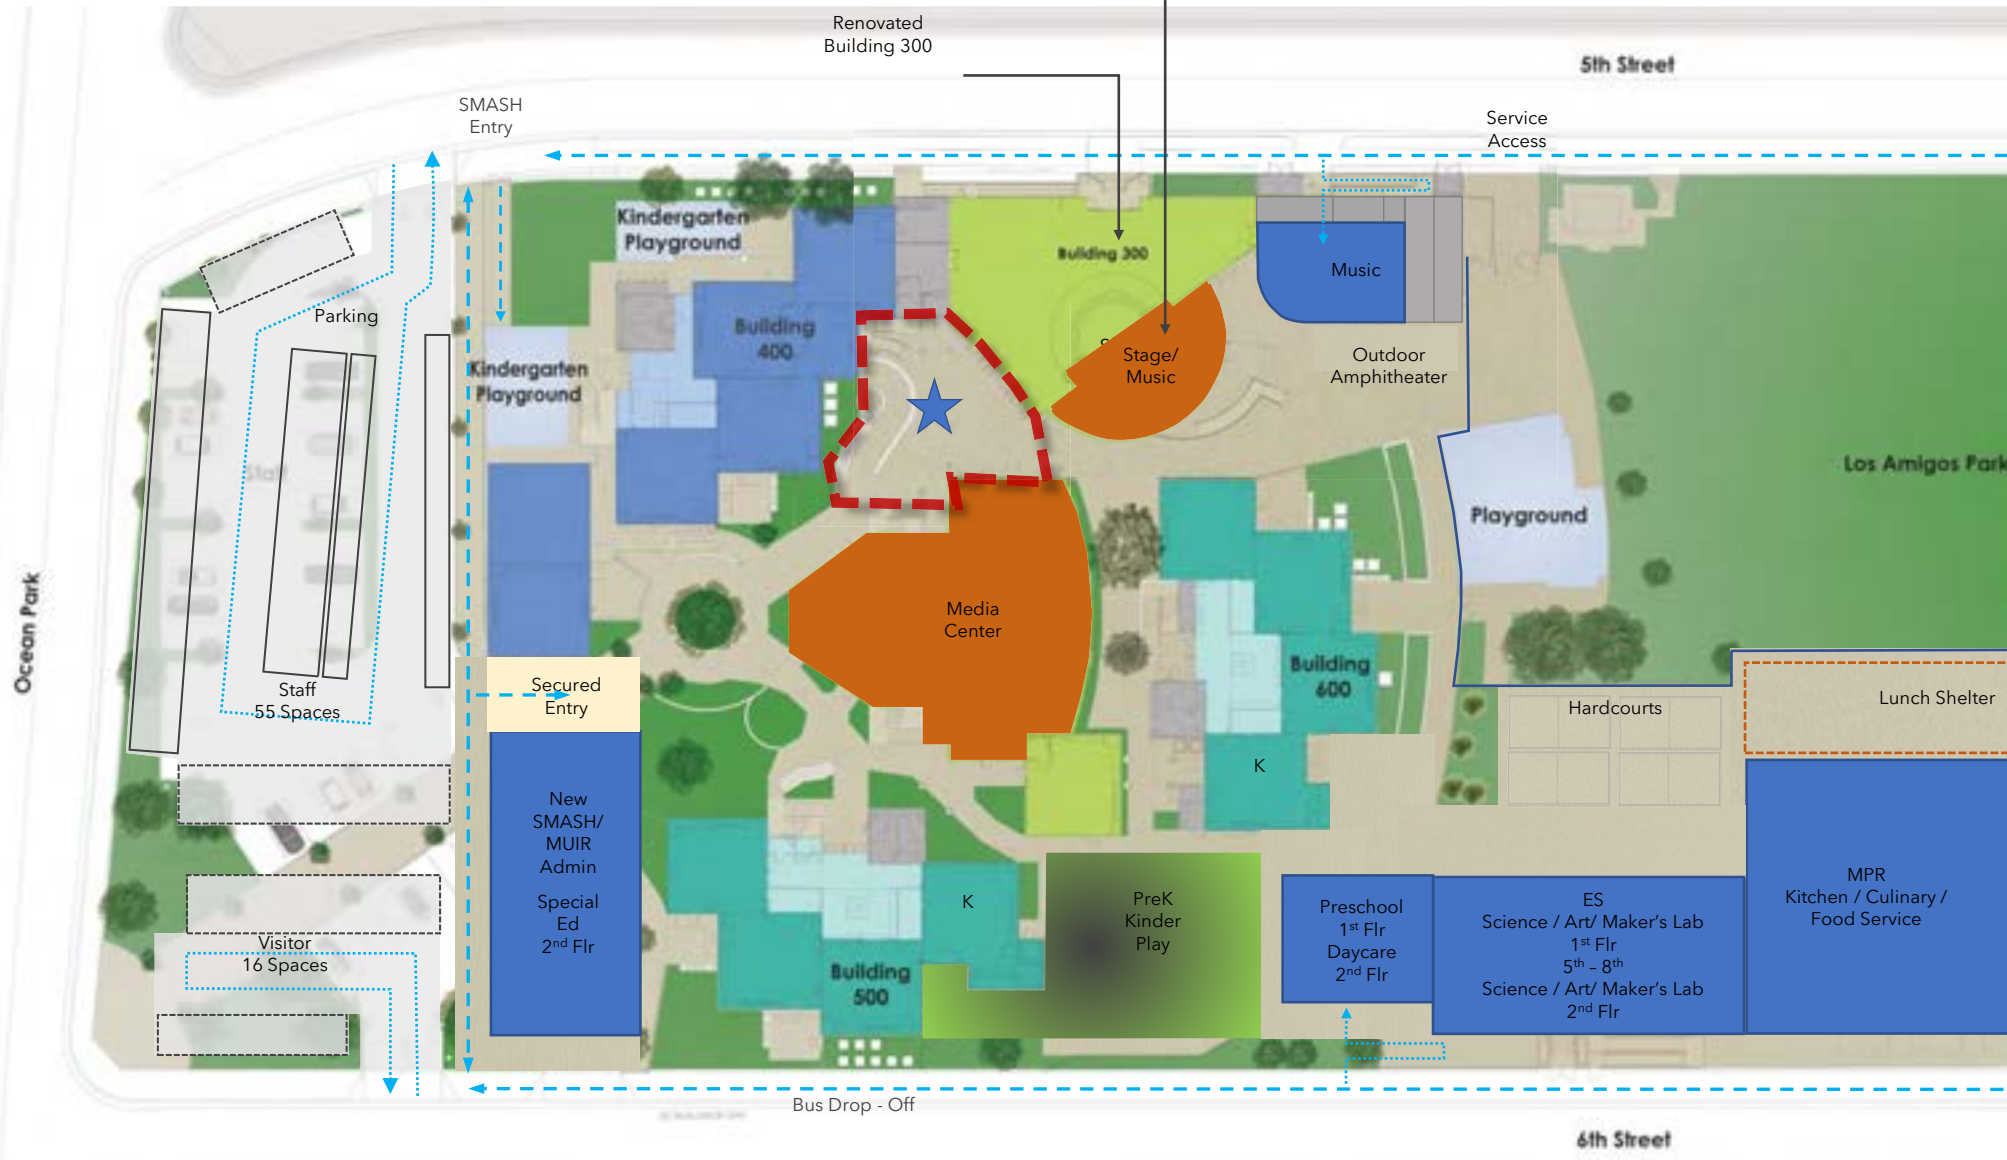 Renovated
Building 300
5th Street
SMASH
Entry
Service
Access
Kindergarten
Playground
Building 300
Music
Parking
Building
400
Kindergarten
Playground
Stage/
Music
Outdoor
Amphitheater
Staff
Los Amigos Park
Playground
Ocean Park
Media
Center
Building
600
Secured
Entry
Staff
55 Spaces
Hardcourts
Lunch Shelter
K
New
SMASH/
MUIR
Admin
Special
Ed
2nd Flr
K
PreK
Kinder
Play
Preschool
1st Flr
Daycare
2nd Flr
ES
Science / Art/ Maker's Lab
1st Flr
5th – 8th
Science / Art/ Maker's Lab
2nd Flr
MPR
Kitchen / Culinary /
Food Service
Visitor
16 Spaces
Building
500
Bus Drop - Off
6th Street